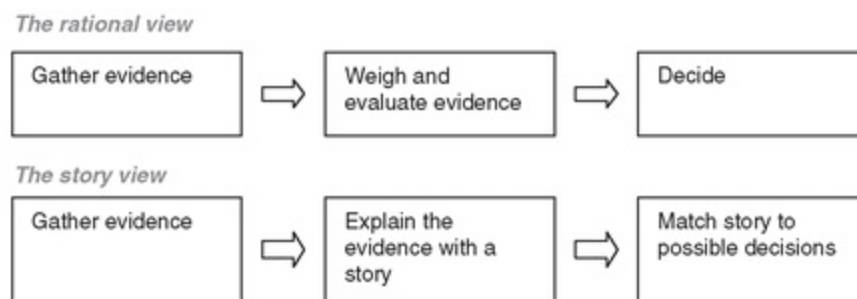 The rational view
Gather evidence
Weigh and
evaluate evidence
Decide
The story view
Gather evidence
Explain the
evidence with a
story
Match story to
possible decisions